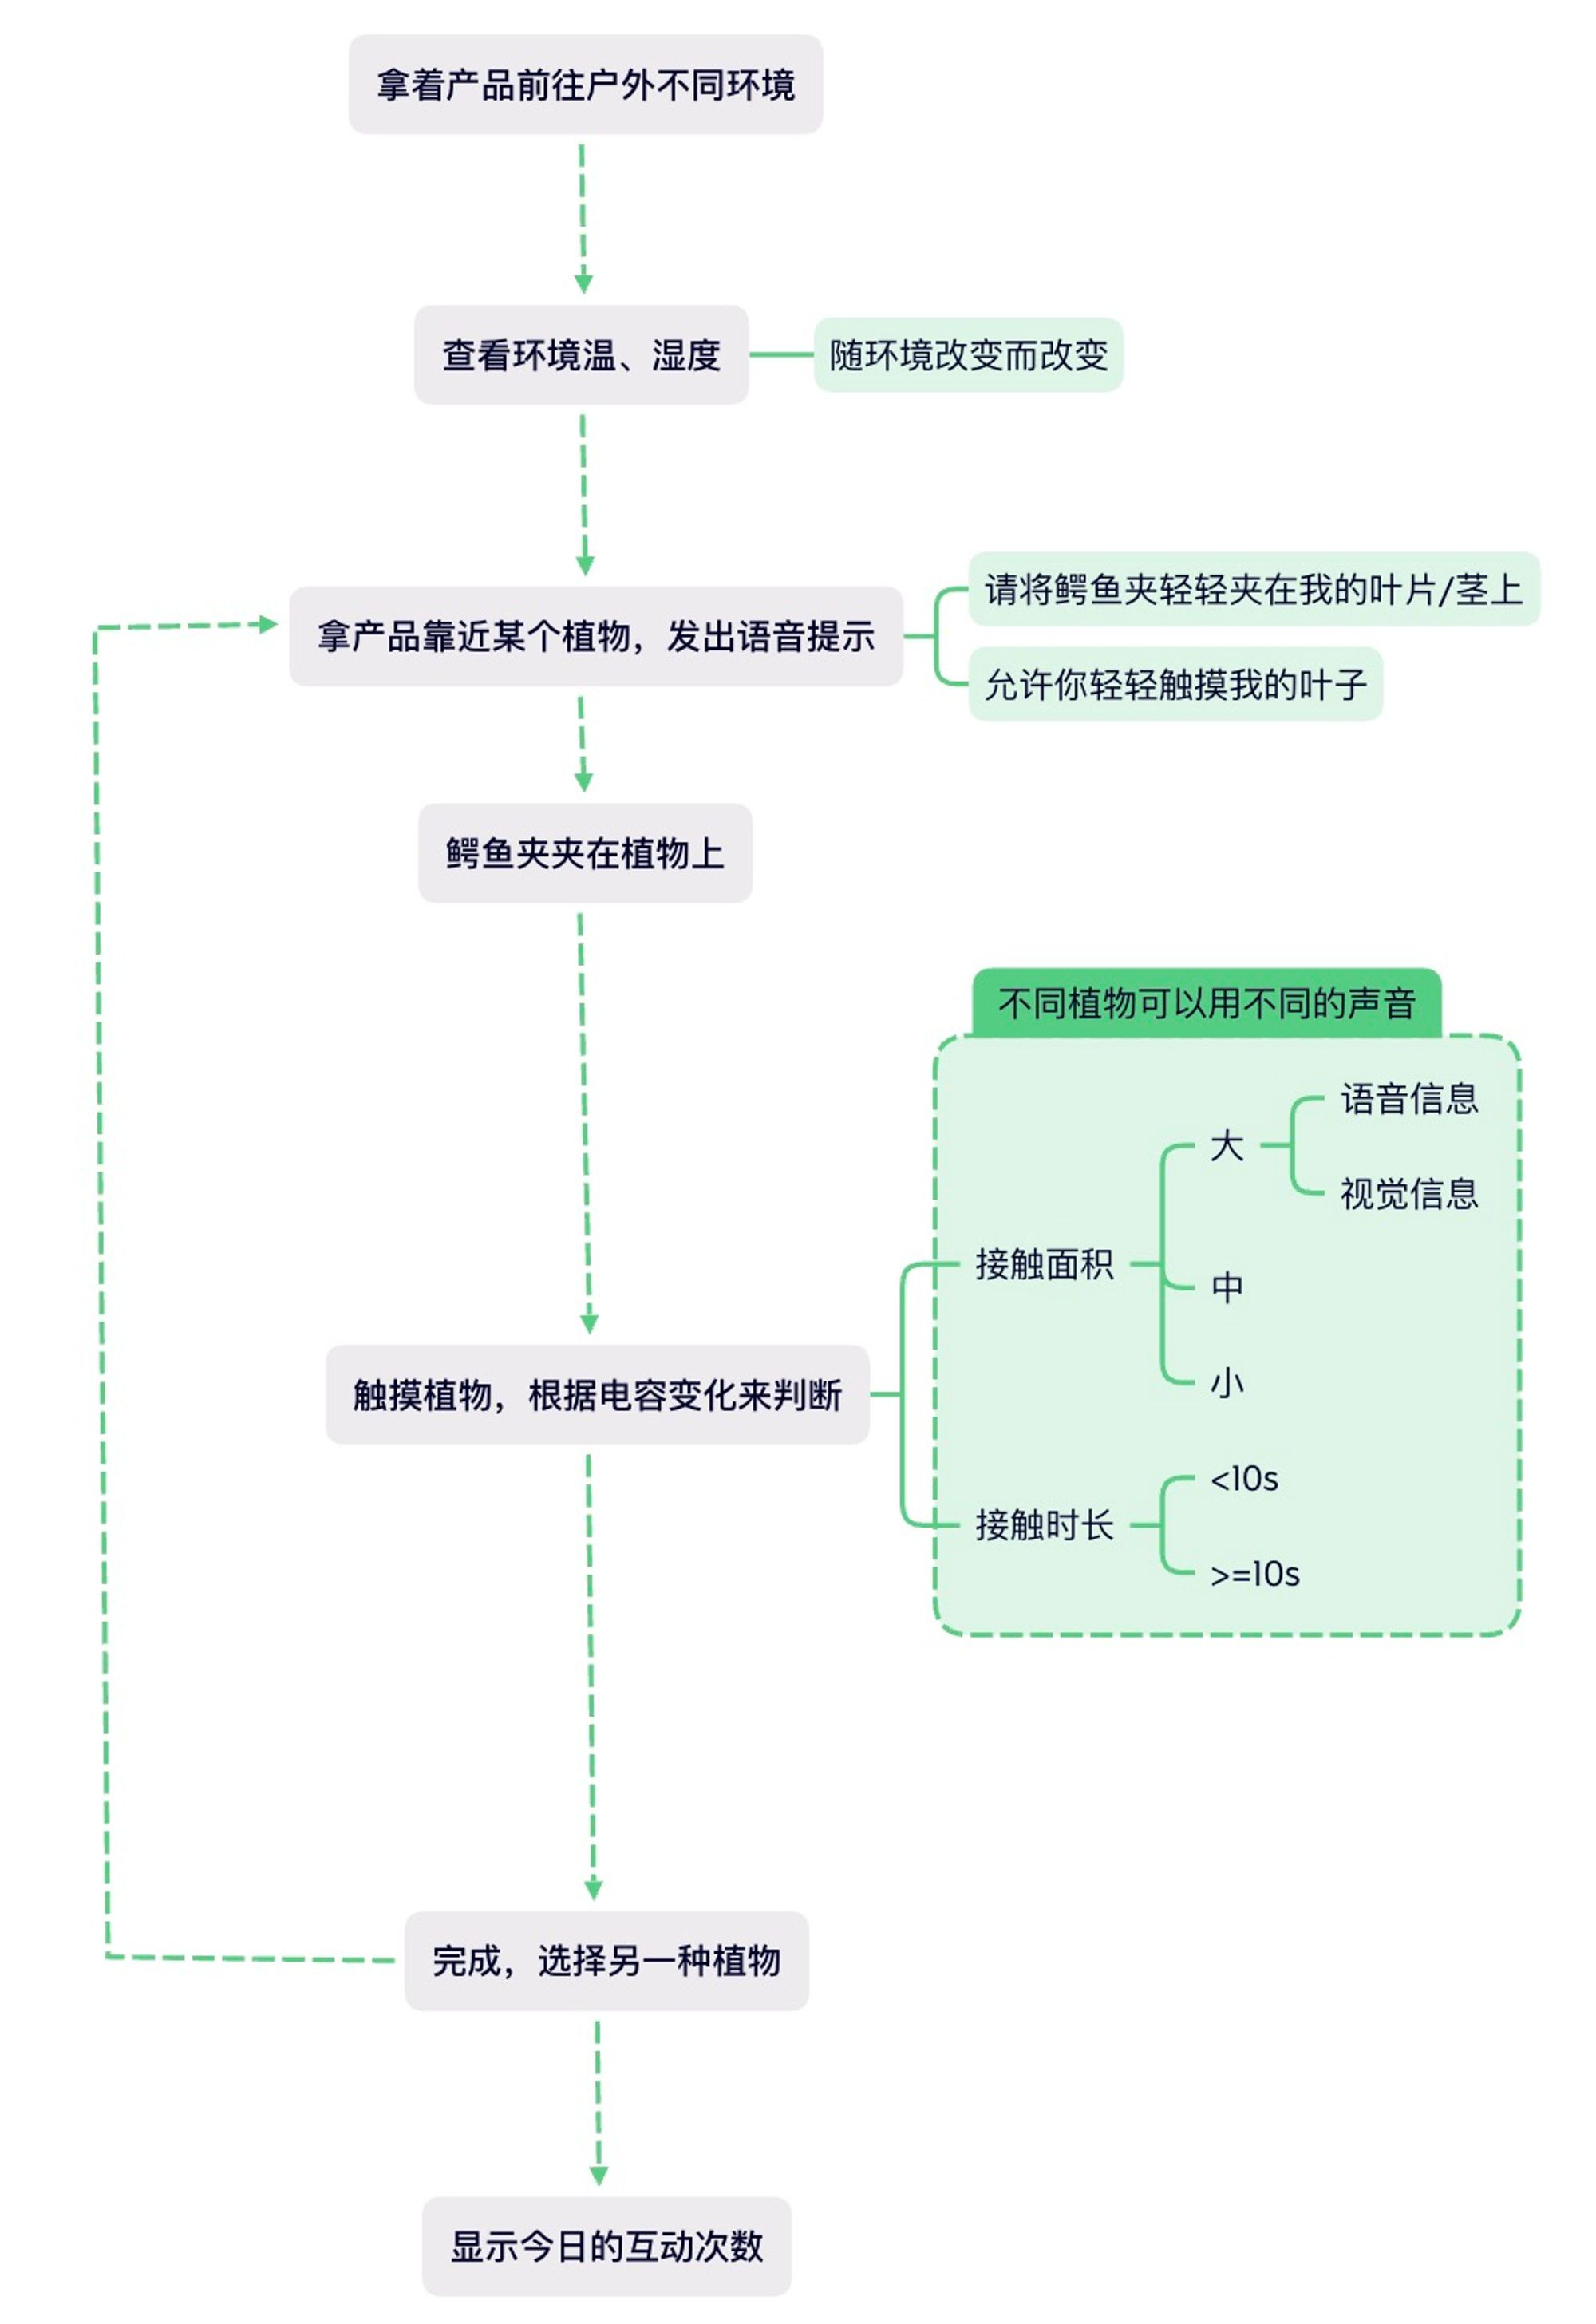 拿着产品前往户外不同环境
查看环境温、湿度
随环境改变而改变
拿产品靠近某个植物，发出语音提示
请将鳄鱼夹轻轻夹在我的叶片/茎上
允许你轻轻触摸我的叶子
鳄鱼夹夹在植物上
触摸植物，根据电容变化来判断
不同植物可以用不同的声音
接触面积
大
语音信息
视觉信息
中
小
接触时长
<10s
>=10s
完成，选择另一种植物
显示今日的互动次数